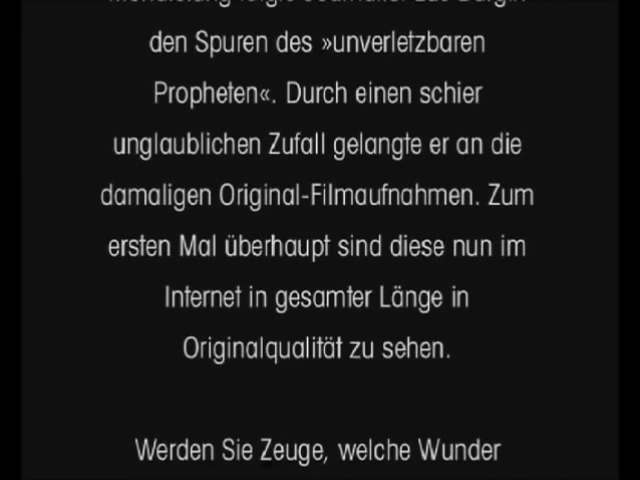 den Spuren des »unverletzbaren
Propheten«. Durch einen schier
unglaublichen Zufall gelangte er an die
damaligen Original-Filmaufnahmen. Zum
ersten Mal überhaupt sind diese nun im
Internet in gesamter Länge in
Originalqualität zu sehen.
Werden Sie Zeuge, welche Wunder